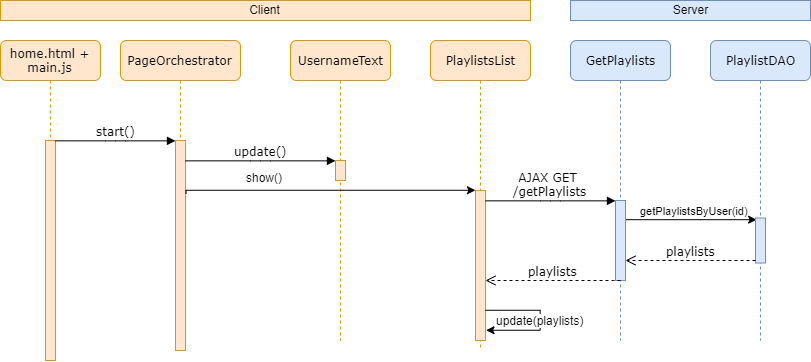 Client
Server
home.html +
main.js
PageOrchestrator
UsernameText
PlaylistsList
GetPlaylists
PlaylistDAO
start()
update()
show()
AJAX GET
/getPlaylists
getPlaylistsByUser(id)
playlists
playlists
update(playlists)